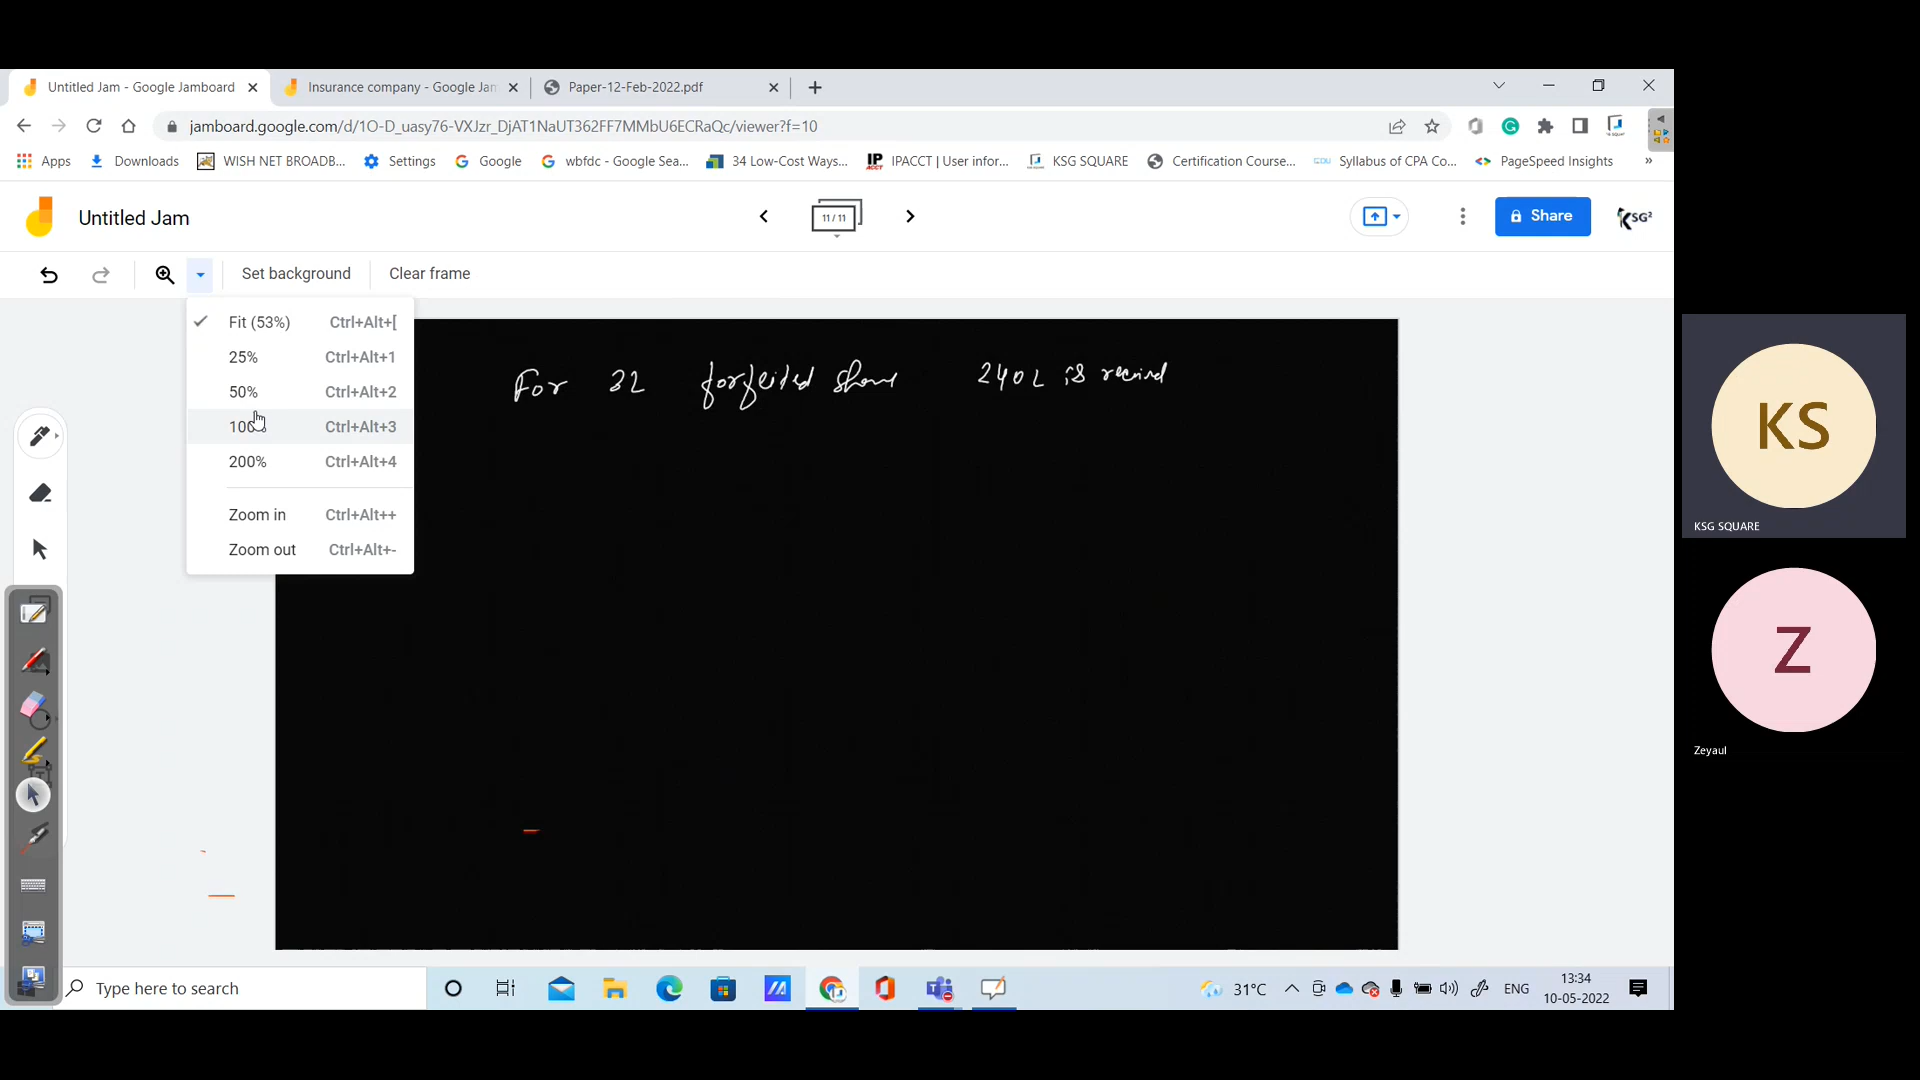 Untitled Jam - Google Jamboard
Insurance company - Google Jam
Paper-12-Feb-2022.pdf
jamboard.google.com/d/1O-D_uasy76-VXJzr_DjAT1NaUT362FF7MMbU6ECRaQc/viewer?f=10
Apps Downloads WISH NET BROADB... Settings Google wbfdc - Google Sea... 34 Low-Cost Ways... IPACCT | User infor... KSG SQUARE Certification Course... Syllabus of CPA Co... PageSpeed Insights »
Untitled Jam
11 / 11
Share
KSG²
Set background
Clear frame
Fit (53%) Ctrl+Alt+[
25% Ctrl+Alt+1
50% Ctrl+Alt+2
100% Ctrl+Alt+3
200% Ctrl+Alt+4
Zoom in Ctrl+Alt++
Zoom out Ctrl+Alt+-
For 32 forfeited share 240L is
KS
KSG SQUARE
Z
Zeyaul
Type here to search
31°C
ENG
13:34
10-05-2022